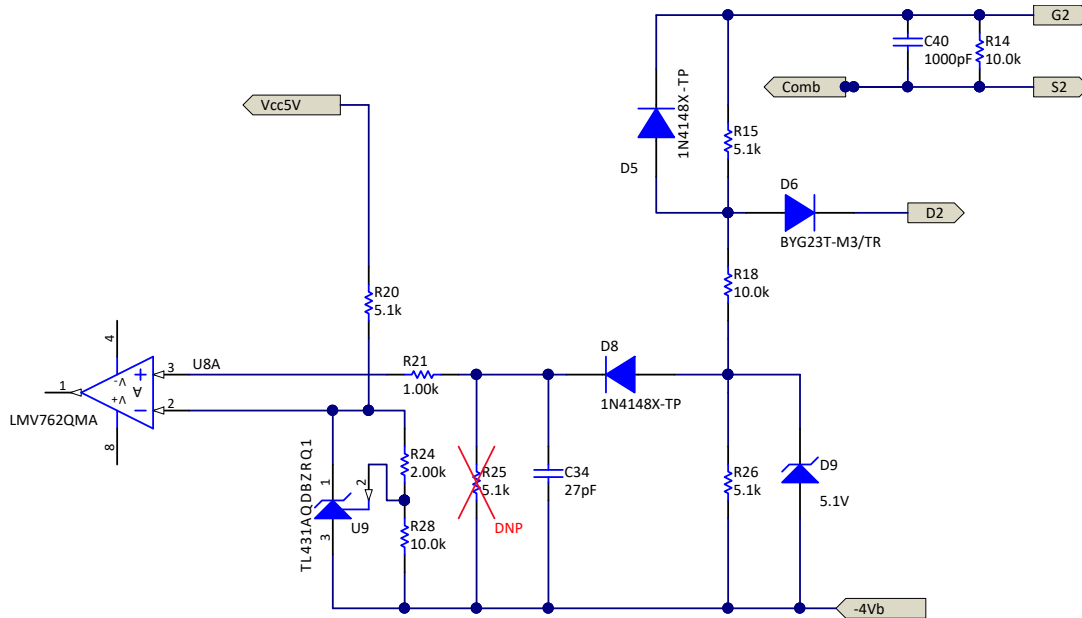 G2
C40
1000pF
R14
10.0k
Comb
S2
Vcc5V
1N4148X-TP
D5
R15
5.1k
D6
BYG23T-M3/TR
D2
R18
10.0k
R20
5.1k
4
U8A
3
+
V-
A
V+
1
2
LMV762QMA
8
R21
1.00k
D8
1N4148X-TP
TL431AQDBZRQ1
1
2
3
U9
R24
2.00k
R28
10.0k
R25
5.1k
DNP
C34
27pF
R26
5.1k
D9
5.1V
-4Vb